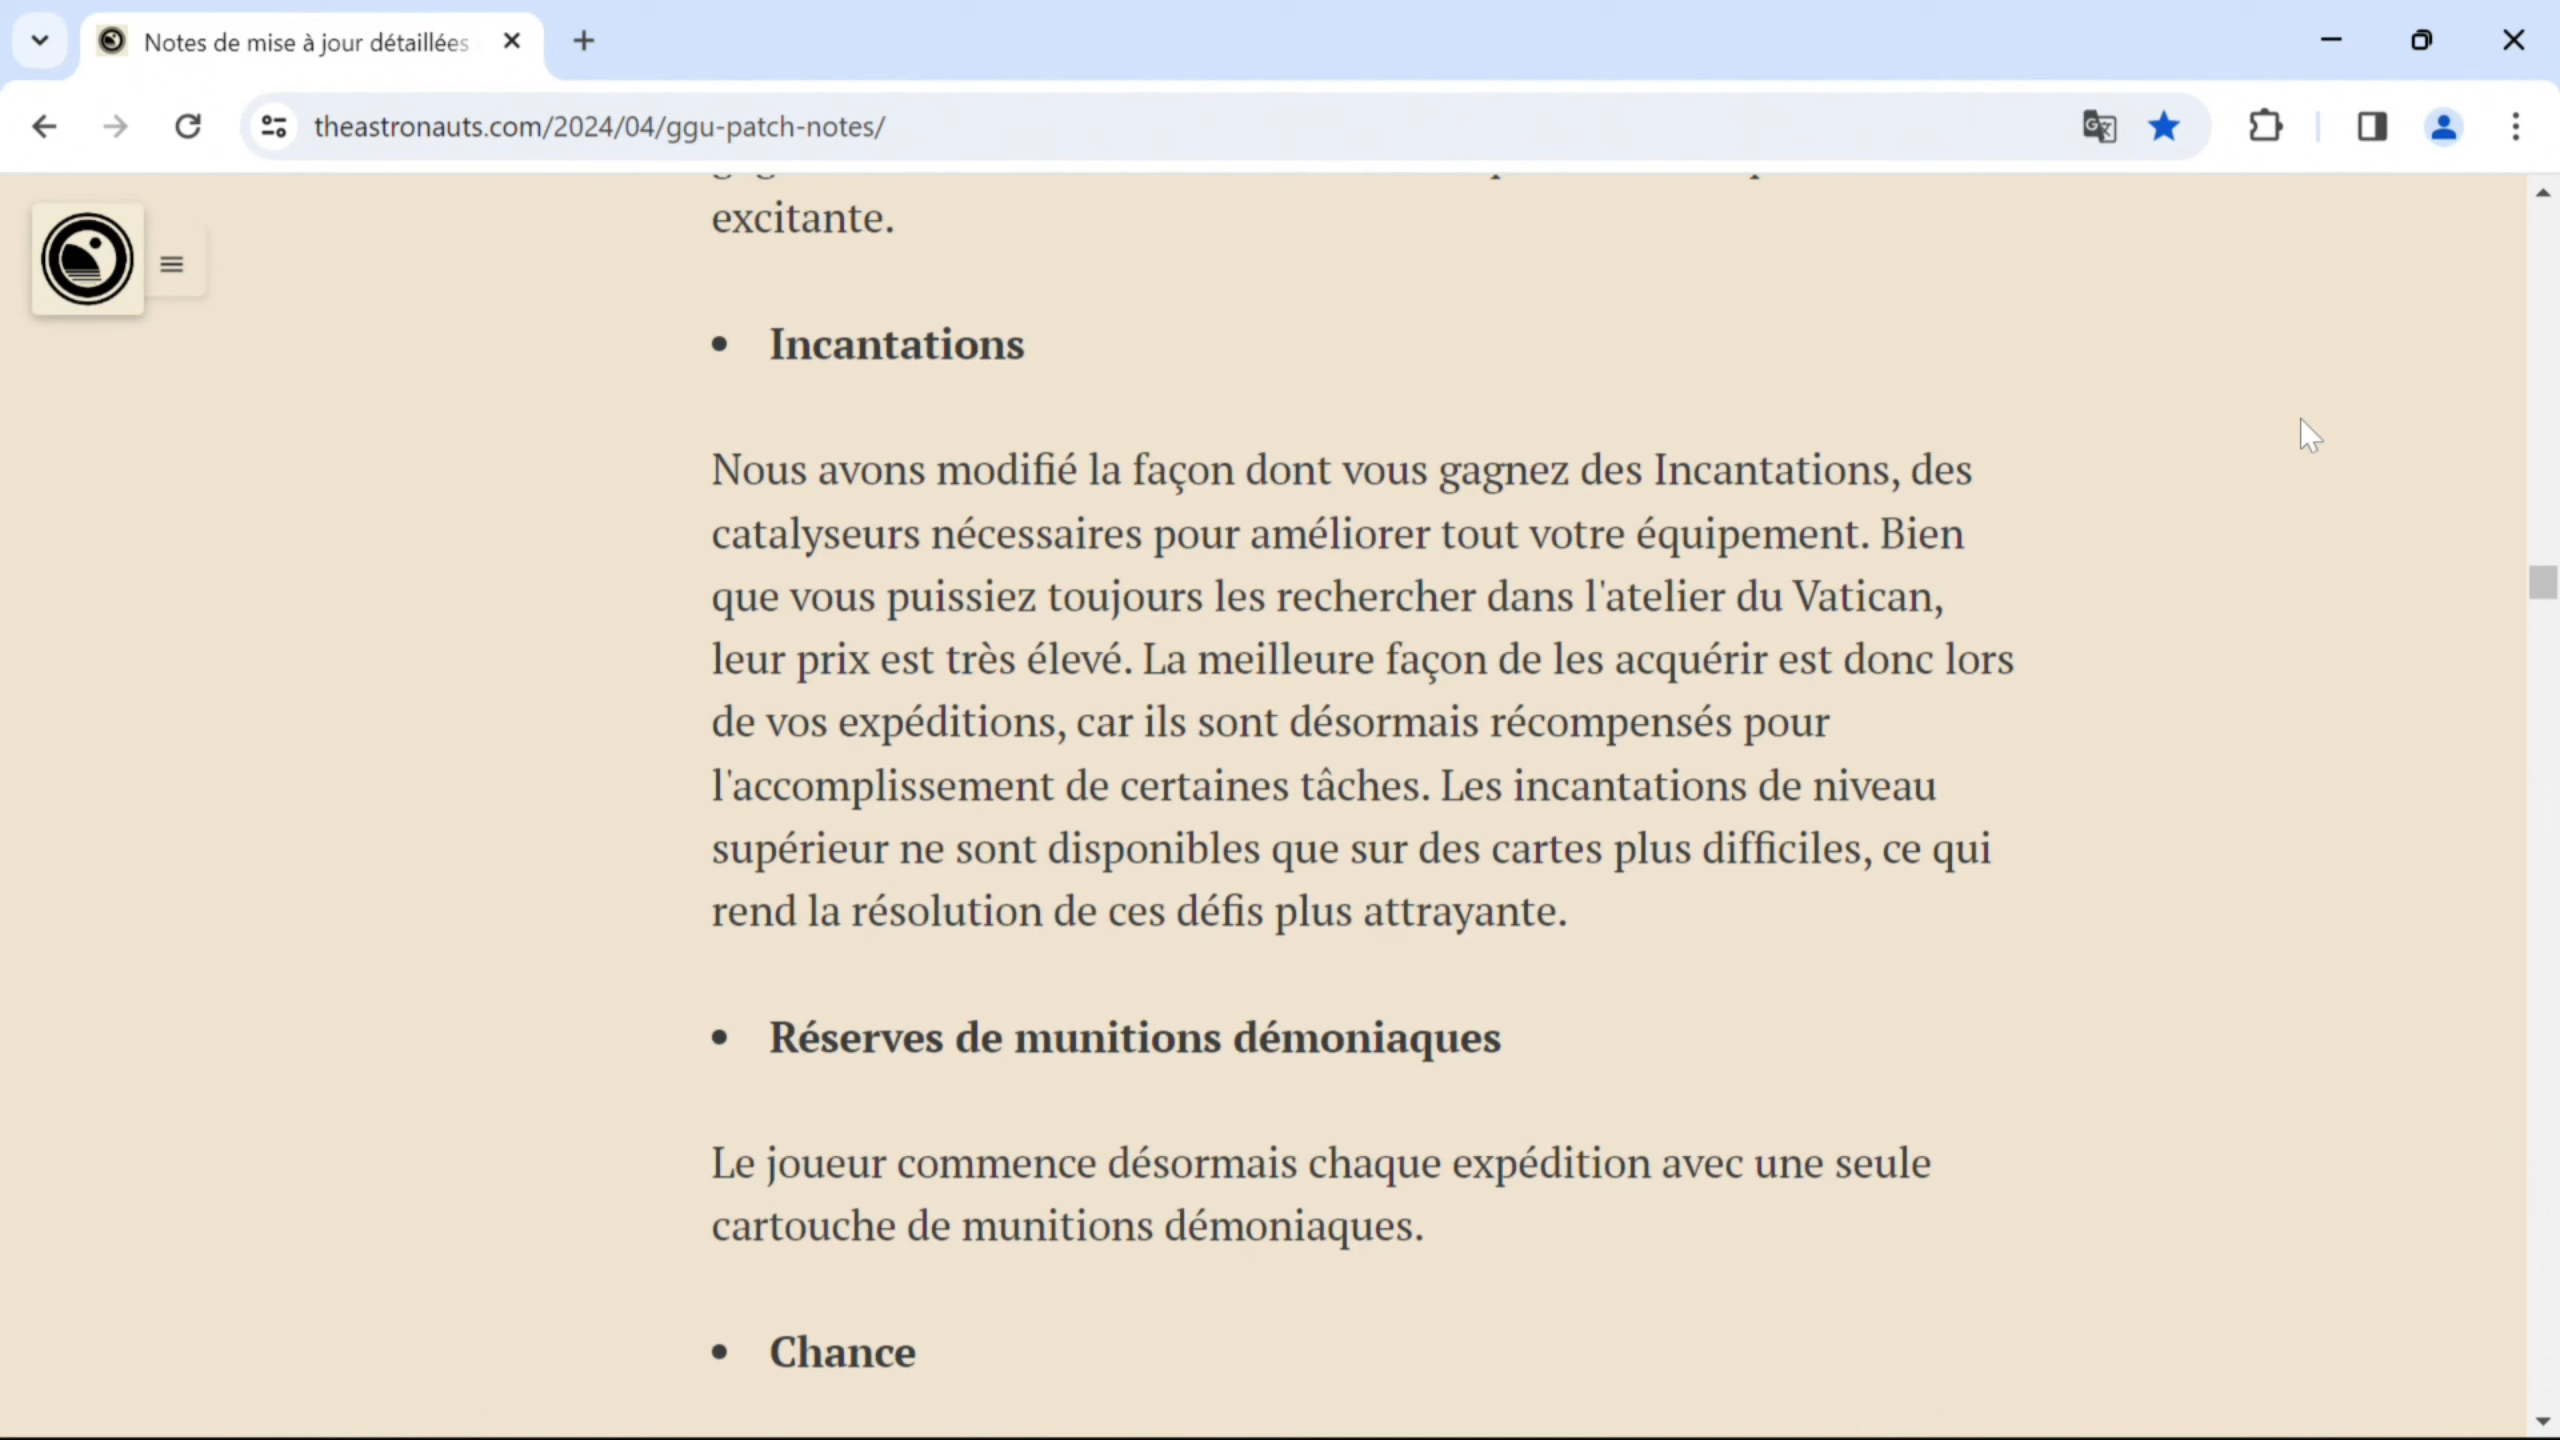 Notes de mise à jour détaillées
theastronauts.com/2024/04/ggu-patch-notes/
excitante.
• Incantations
Nous avons modifié la façon dont vous gagnez des Incantations, des
catalyseurs nécessaires pour améliorer tout votre équipement. Bien
que vous puissiez toujours les rechercher dans l'atelier du Vatican,
leur prix est très élevé. La meilleure façon de les acquérir est donc lors
de vos expéditions, car ils sont désormais récompensés pour
l'accomplissement de certaines tâches. Les incantations de niveau
supérieur ne sont disponibles que sur des cartes plus difficiles, ce qui
rend la résolution de ces défis plus attrayante.
• Réserves de munitions démoniaques
Le joueur commence désormais chaque expédition avec une seule
cartouche de munitions démoniaques.
• Chance